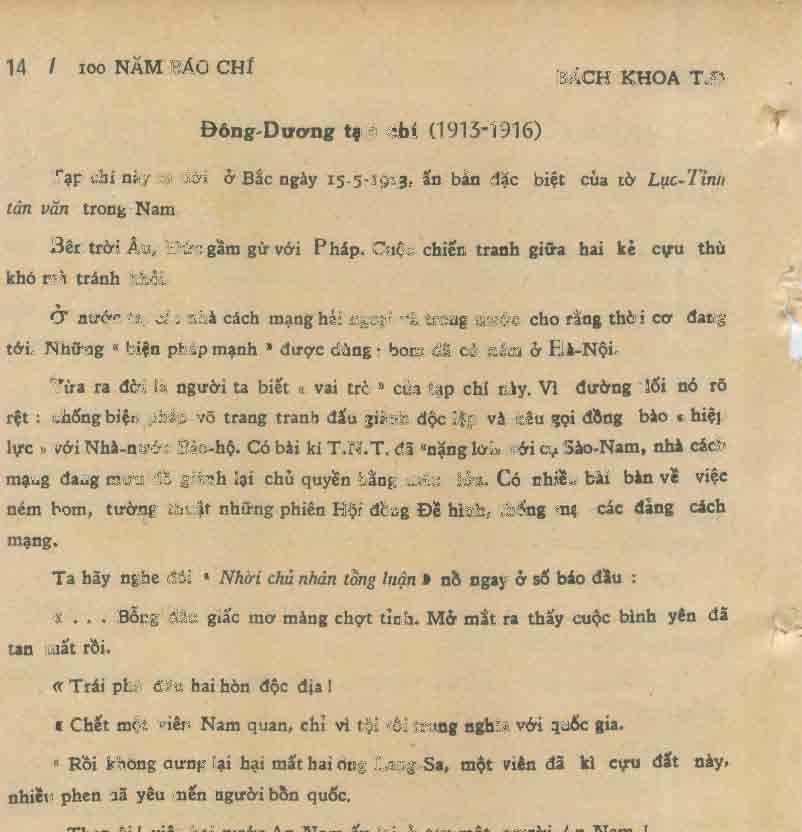 14 / 100 NĂM BÁO CHÍ
BÁCH KHOA T.Đ
Đông-Dương tạp chí (1913-1916)
Tạp chí này ra đời ở Bắc ngày 15-5-1913, ấn bản đặc biệt của tờ Lục-Tỉnh
tân văn trong Nam
Bên trời Âu, Đức gầm gừ với Pháp. Cuộc chiến tranh giữa hai kẻ cựu thù
khó mà tránh khỏi.
Ở nước ta, các nhà cách mạng hải ngoại và trong nước cho rằng thời cơ đang
tới. Những « biện pháp mạnh » được dùng : bom đã có ném ở Hà-Nội.
Vừa ra đời là người ta biết « vai trò » của tạp chí này. Vì đường lối nó rõ
rệt : chống biện pháp võ trang tranh đấu giành độc lập và kêu gọi đồng bào « hiệp
lực » với Nhà-nước Bảo-hộ. Có bài kí T.N.T. đã "nặng lời" với cụ Sào-Nam, nhà cách
mạng đang mưu đồ giành lại chủ quyền bằng máu lửa. Có nhiều bài bàn về việc
ném bom, tường thuật những phiên Hội đồng Đề hình, thống mạ các đảng cách
mạng.
Ta hãy nghe đôi « Nhời chủ nhân tổng luận » nồ ngay ở số báo đầu :
« . . . Bỗng đâu giấc mơ màng chợt tỉnh. Mở mắt ra thấy cuộc bình yên đã
tan mất rồi.
« Trái phá đâu hai hòn độc địa !
« Chết một viên Nam quan, chỉ vì tội tôi trung nghĩa với quốc gia.
« Rồi không dưng lại hại mất hai ông Lang-Sa, một viên đã kì cựu đất này,
nhiều phen đã yêu mến người bổn quốc.